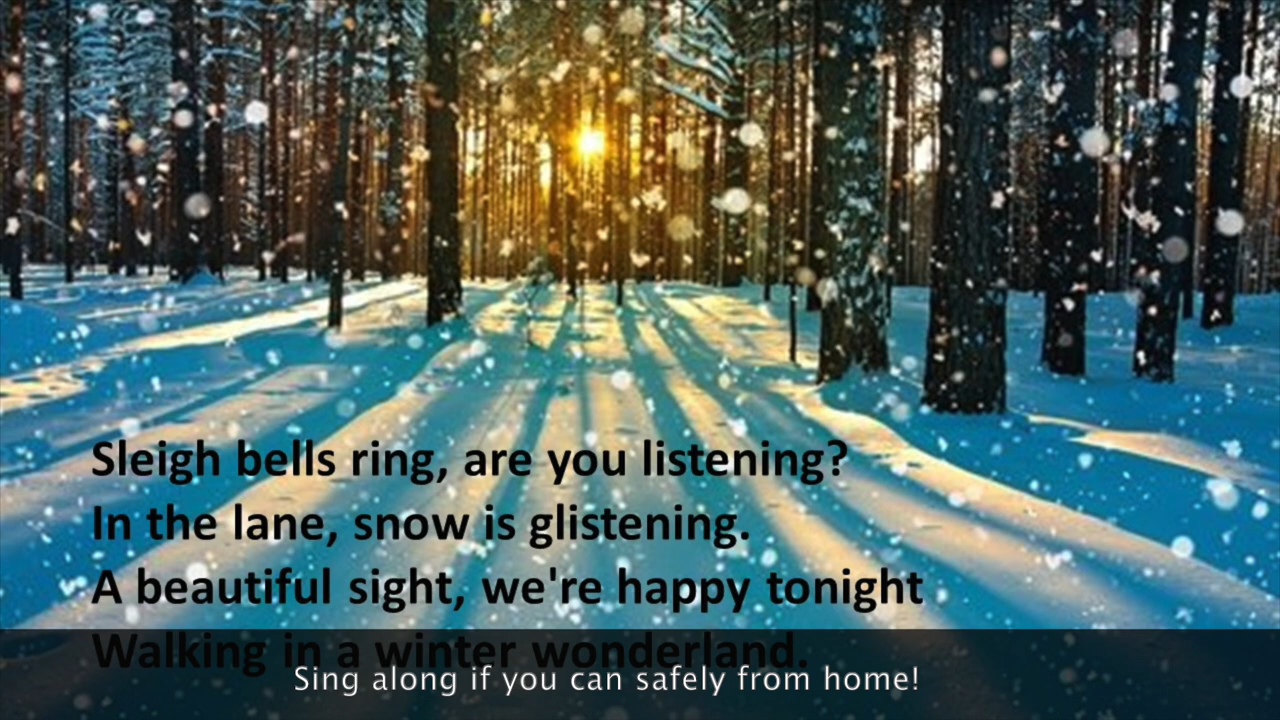 Sleigh bells ring, are you listening?
In the lane, snow is glistening.
A beautiful sight, we're happy tonight
Walking in a winter wonderland.
Sing along if you can safely from home!